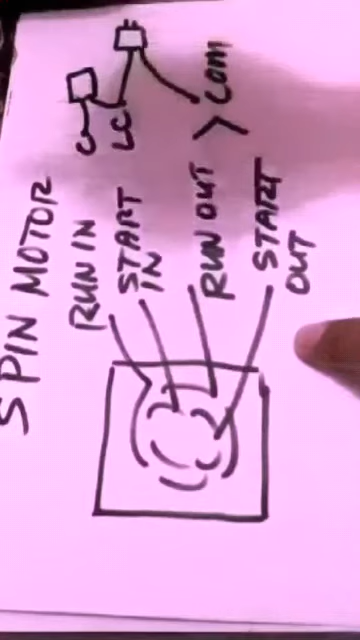 SPIN MOTOR
RUN IN
C
START
IN
LC
RUN OUT
> COM
START
OUT